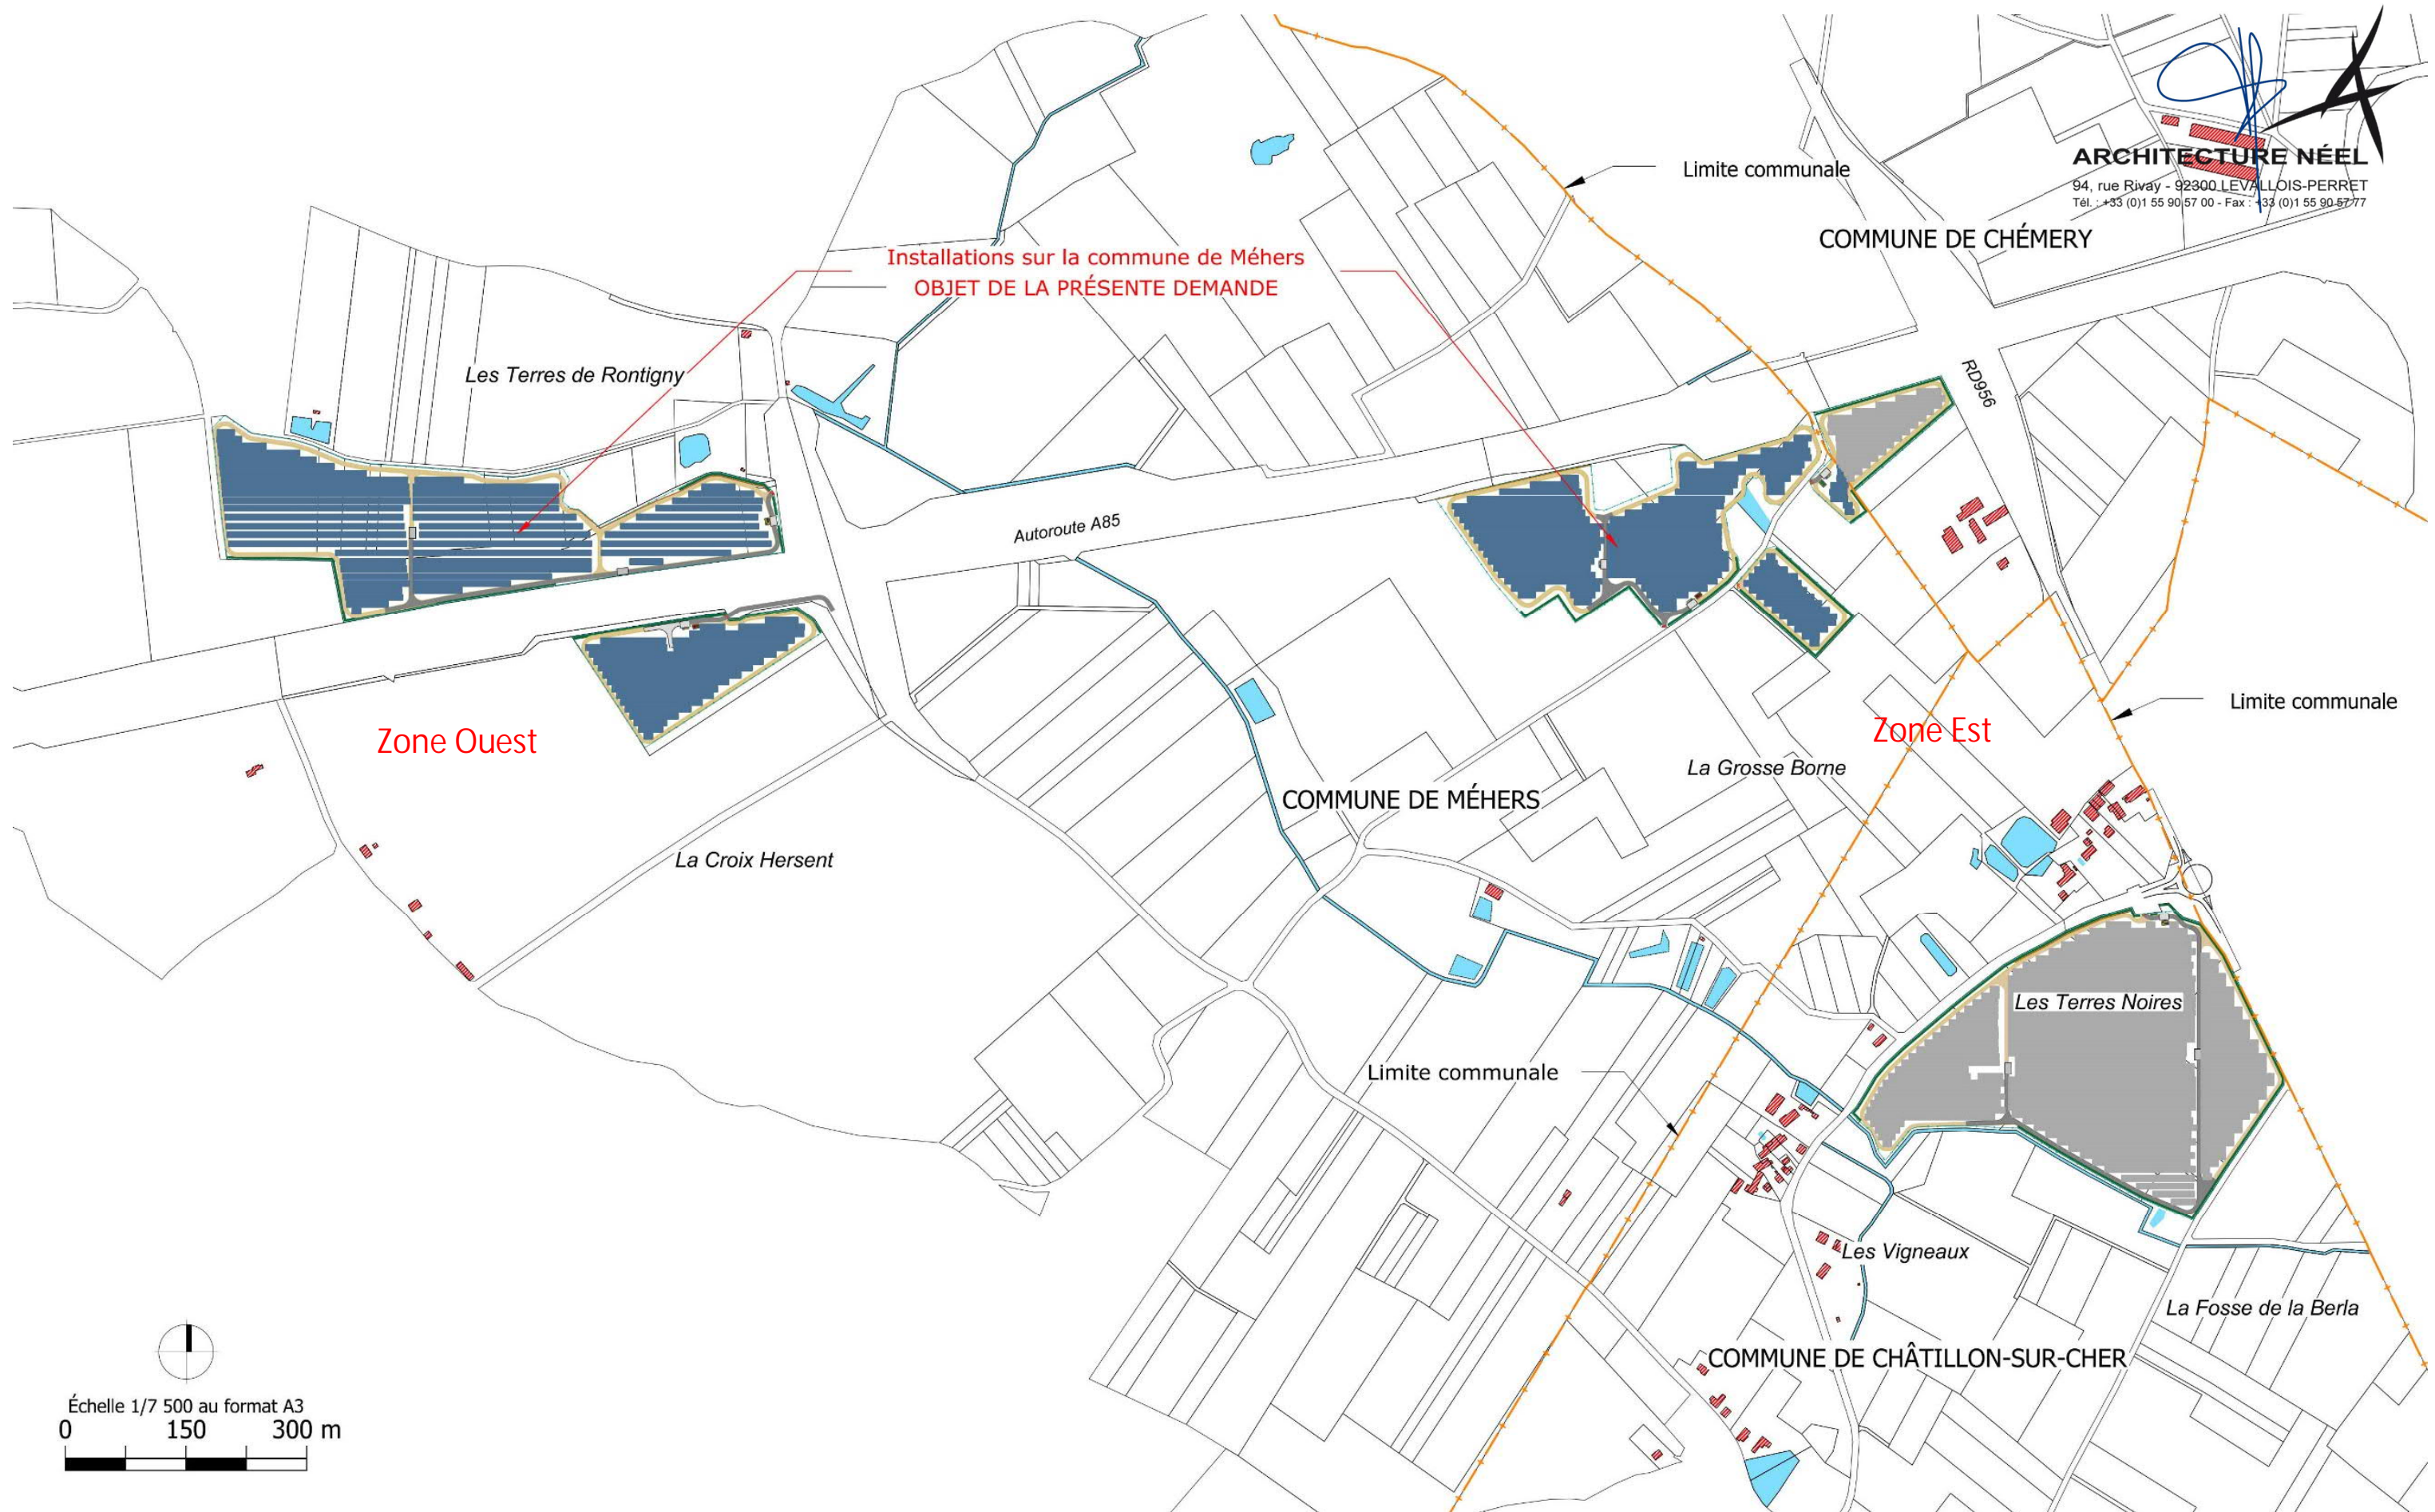 ARCHITECTURE NÉEL
94, rue Rivay - 92300 LEVALLOIS-PERRET
Tél. : +33 (0)1 55 90 57 00 - Fax : +33 (0)1 55 90 57 77
Limite communale
COMMUNE DE CHÉMERY
Installations sur la commune de Méhers
OBJET DE LA PRÉSENTE DEMANDE
Les Terres de Rontigny
RD956
Autoroute A85
Limite communale
Zone Ouest
Zone Est
La Grosse Borne
COMMUNE DE MÉHERS
La Croix Hersent
Les Terres Noires
Limite communale
Les Vigneaux
La Fosse de la Berla
COMMUNE DE CHÂTILLON-SUR-CHER
Échelle 1/7 500 au format A3
0 150 300 m